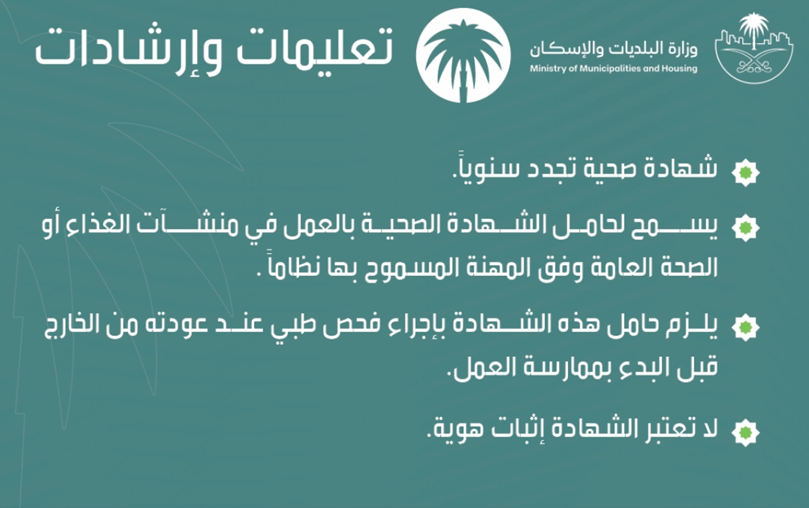 وزارة البلديات والإسكان
Ministry of Municipalities and Housing
تعليمات وإرشادات
شهادة صحية تجدد سنوياً.
يسمح لحامل الشهادة الصحية بالعمل في منشآت الغذاء أو
الصحة العامة وفق المهنة المسموح بها نظاماً .
يلزم حامل هذه الشهادة بإجراء فحص طبي عند عودته من الخارج
قبل البدء بممارسة العمل.
لا تعتبر الشهادة إثبات هوية.